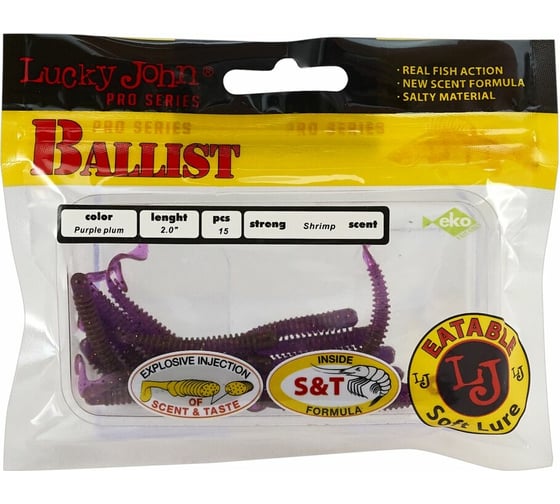 Lucky John®
PRO SERIES
· REAL FISH ACTION
· NEW SCENT FORMULA
· SALTY MATERIAL
PRO SERIES
PRO SERIES
BALLIST
color
Purple plum
lenght
2.0"
pcs
15
strong Shrimp scent
eko
EXPLOSIVE INJECTION
OF
SCENT & TASTE
INSIDE
S&T
FORMULA
EATABLE
LJ LJ LJ
Soft Lure